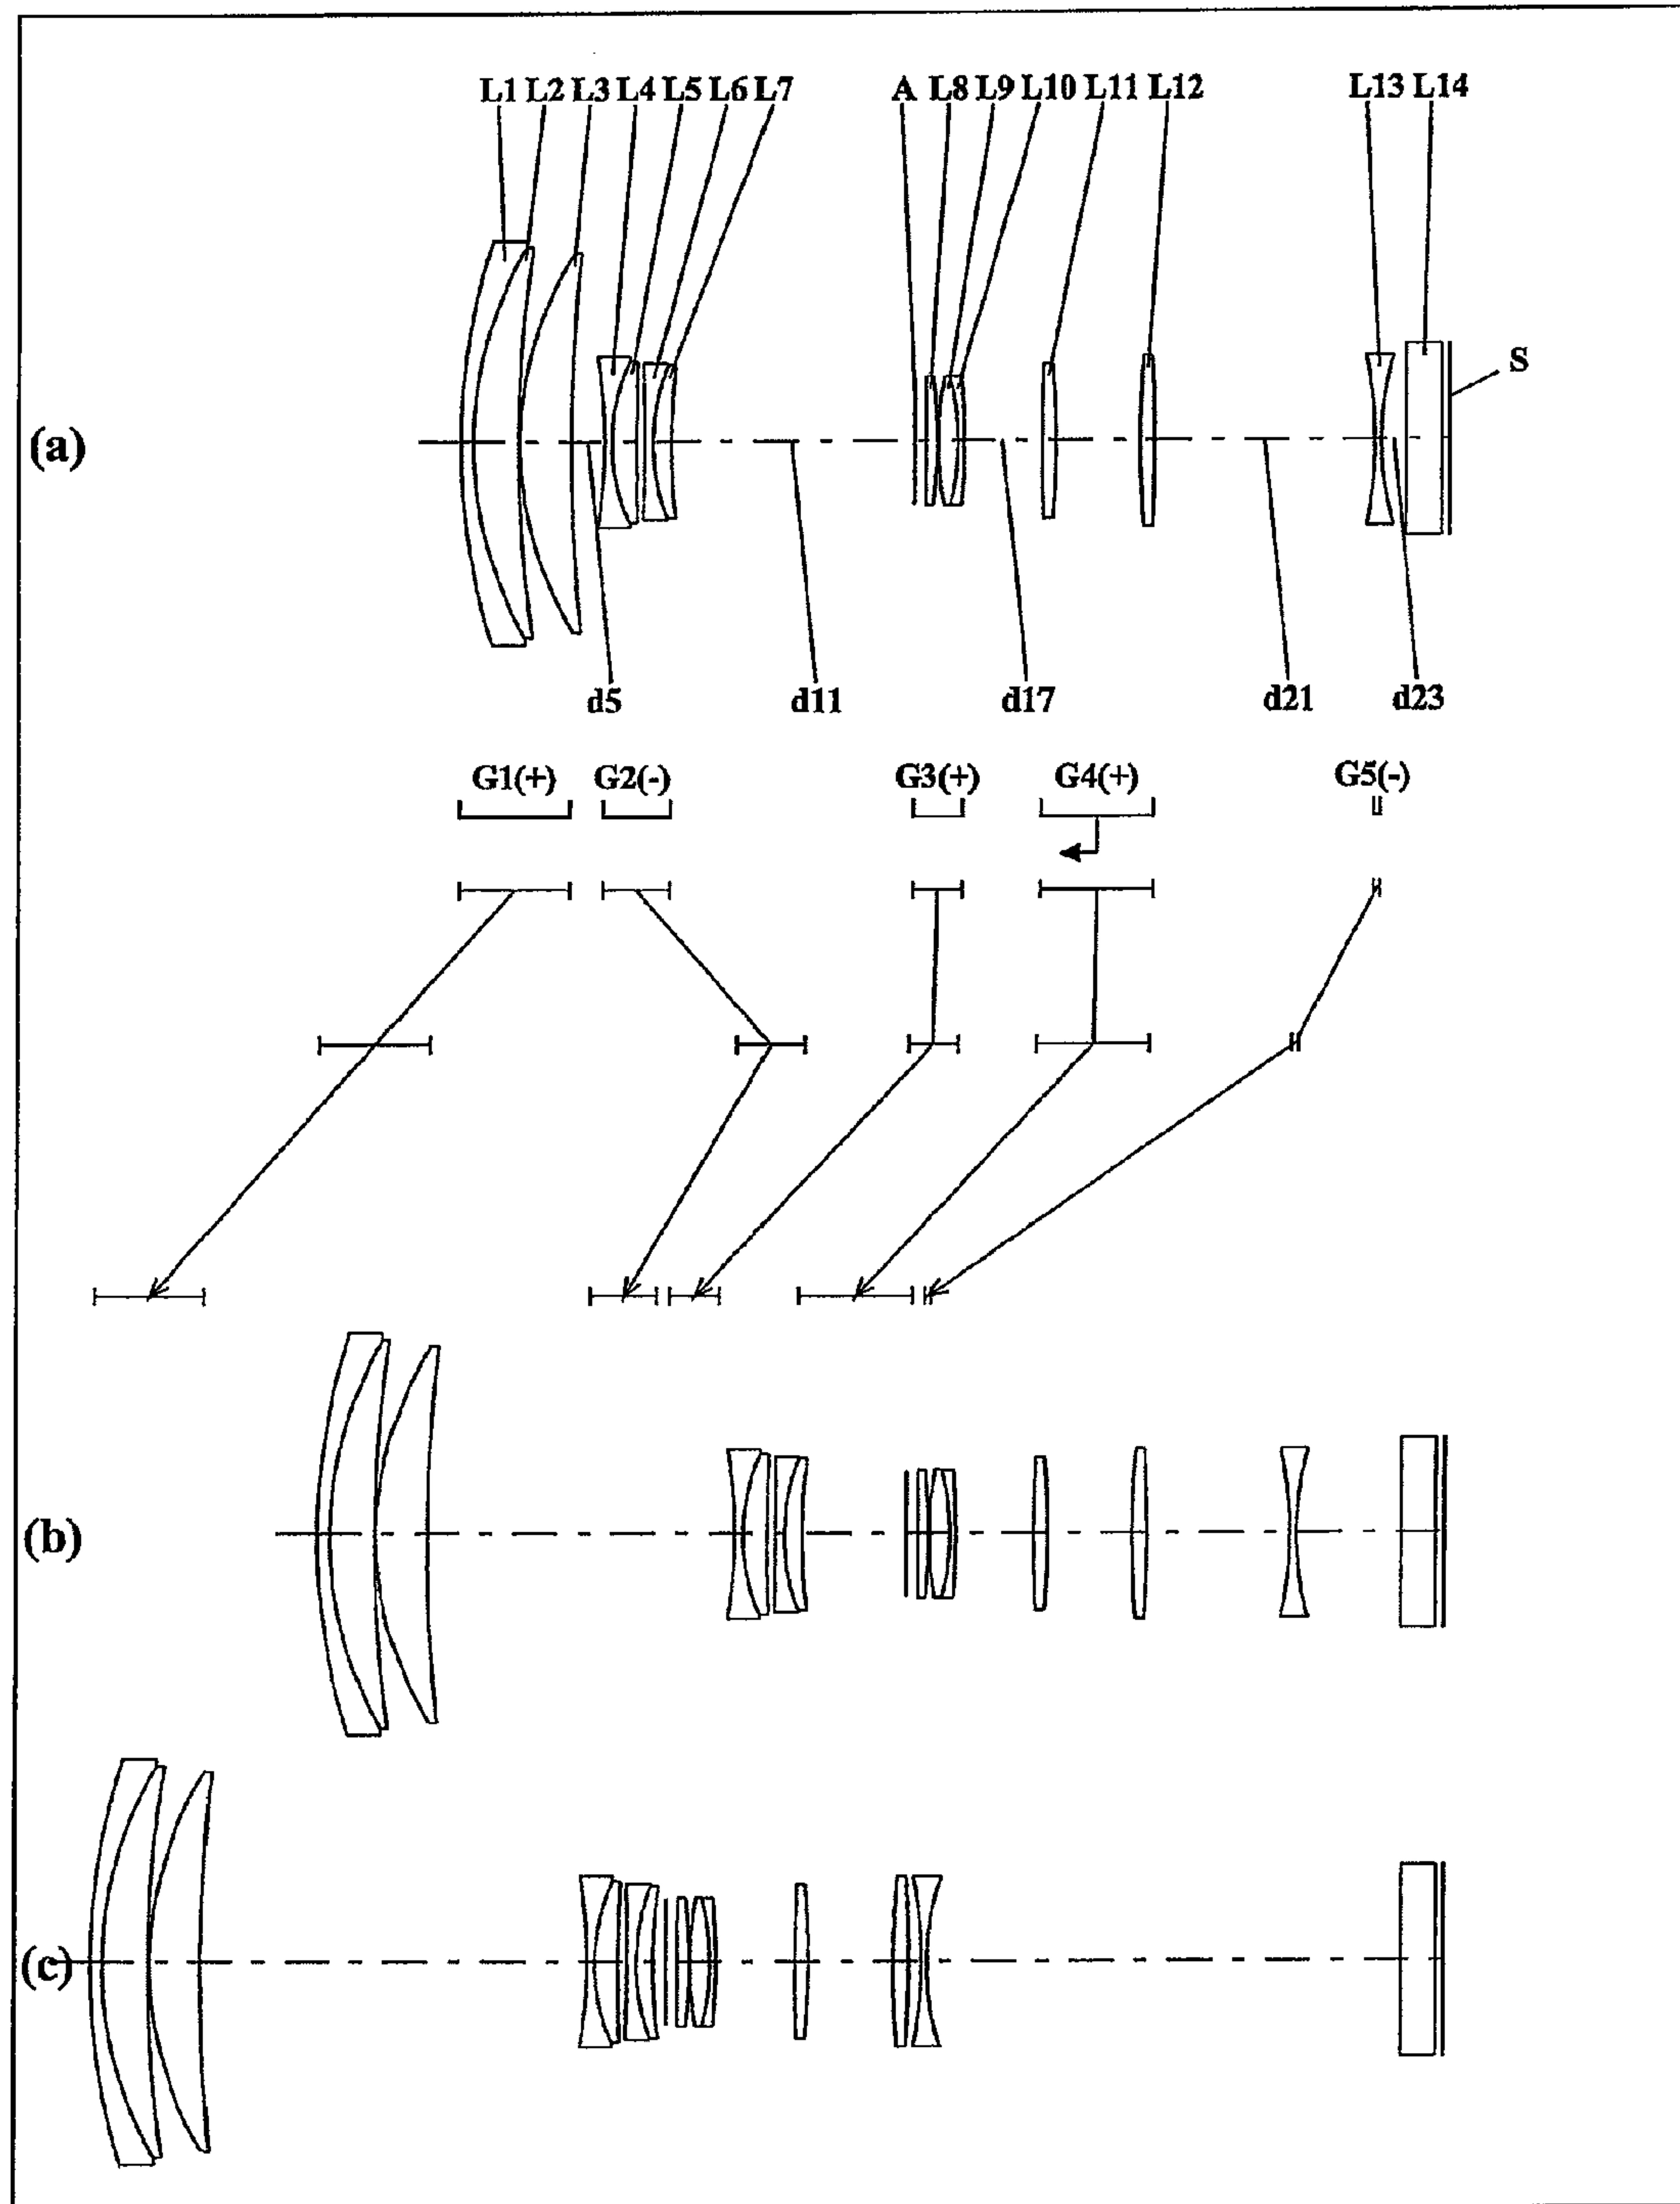 L1 L2 L3 L4 L5 L6 L7 A L8 L9 L10 L11 L12 L13 L14
S
(a)
d5 d11 d17 d21 d23
G1(+) G2(-) G3(+) G4(+) G5(-)
(b)
(c)